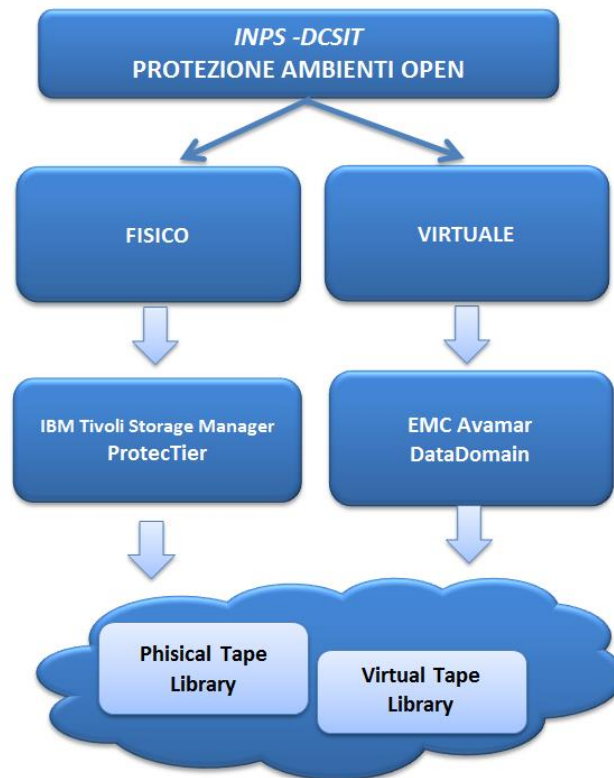 INPS -DCSIT
PROTEZIONE AMBIENTI OPEN
FISICO
VIRTUALE
IBM Tivoli Storage Manager
ProtecTier
EMC Avamar
DataDomain
Phisical Tape
Library
Virtual Tape
Library